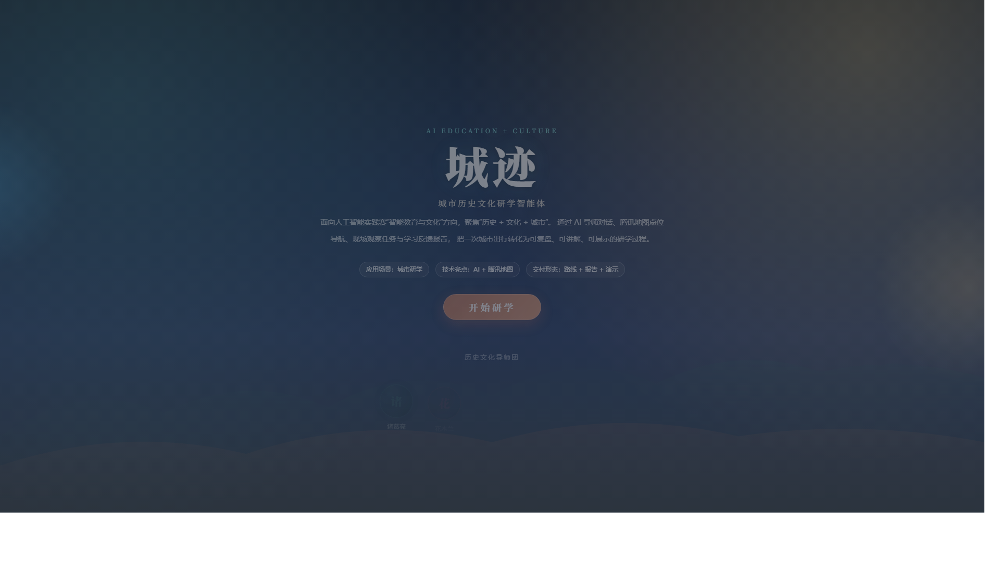 AI EDUCATION + CULTURE
城迹
城市历史文化研学智能体
面向人工智能实践赛“智能教育与文化”方向，聚焦“历史 + 文化 + 城市”。 通过 AI 导师对话、腾讯地图点位
导航、现场观察任务与学习反馈报告， 把一次城市出行转化为可复盘、可讲解、可展示的研学过程。
应用场景：城市研学
技术亮点：AI + 腾讯地图
交付形态：路线 + 报告 + 演示
开始研学
历史文化导师团
诸
诸葛亮